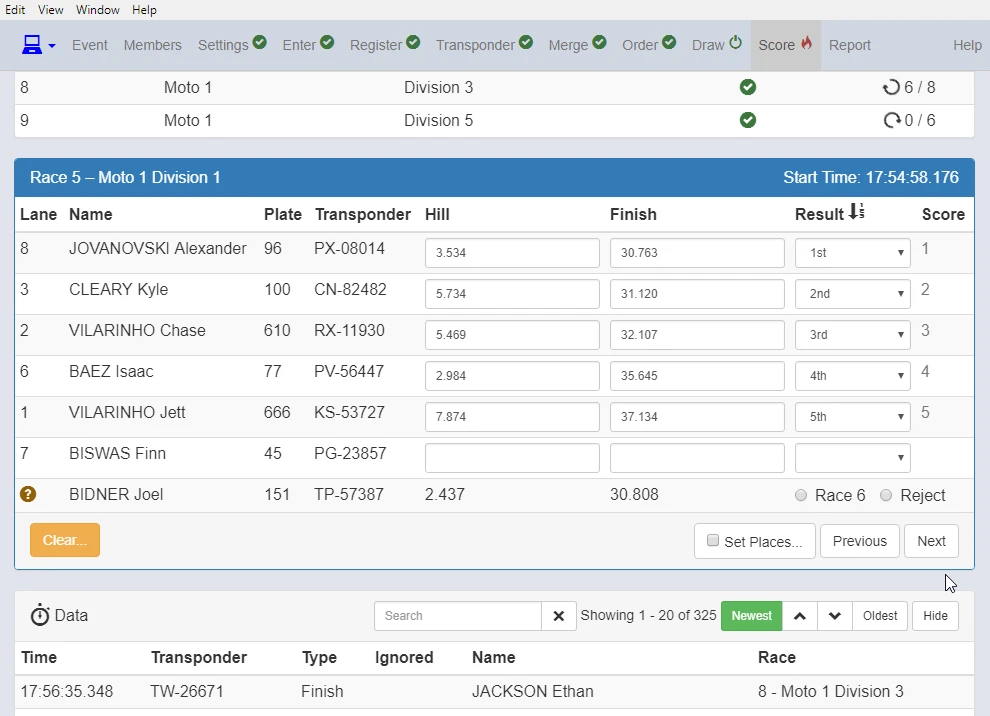 Edit View Window Help
Event Members Settings Enter Register Transponder Merge Order Draw Score Report Help
8 Moto 1 Division 3 6 / 8
9 Moto 1 Division 5 0 / 6
Race 5 – Moto 1 Division 1 Start Time: 17:54:58.176
Lane Name Plate Transponder Hill Finish Result Score
8 JOVANOVSKI Alexander 96 PX-08014 3.534 30.763 1st 1
3 CLEARY Kyle 100 CN-82482 5.734 31.120 2nd 2
2 VILARINHO Chase 610 RX-11930 5.469 32.107 3rd 3
6 BAEZ Isaac 77 PV-56447 2.984 35.645 4th 4
1 VILARINHO Jett 666 KS-53727 7.874 37.134 5th 5
7 BISWAS Finn 45 PG-23857
? BIDNER Joel 151 TP-57387 2.437 30.808 Race 6 Reject
Clear... Set Places... Previous Next
Data Search Showing 1 - 20 of 325 Newest Oldest Hide
Time Transponder Type Ignored Name Race
17:56:35.348 TW-26671 Finish JACKSON Ethan 8 - Moto 1 Division 3